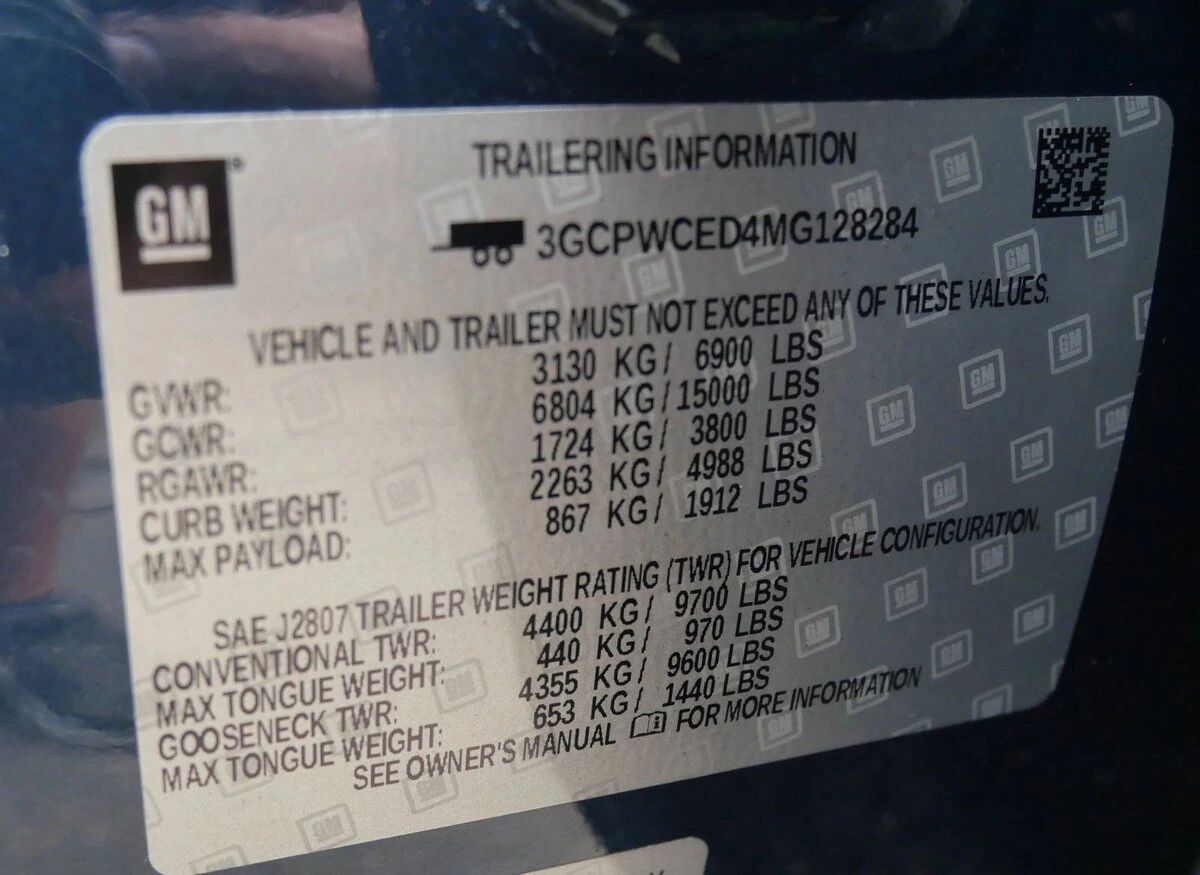 GM
TRAILERING INFORMATION
3GCPWCED4MG128284
VEHICLE AND TRAILER MUST NOT EXCEED ANY OF THESE VALUES.
GVWR: 3130 KG/ 6900 LBS
GCWR: 6804 KG/15000 LBS
RGAWR: 1724 KG/ 3800 LBS
CURB WEIGHT: 2263 KG/ 4988 LBS
MAX PAYLOAD: 867 KG/ 1912 LBS
SAE J2807 TRAILER WEIGHT RATING (TWR) FOR VEHICLE CONFIGURATION.
CONVENTIONAL TWR: 4400 KG/ 9700 LBS
MAX TONGUE WEIGHT: 440 KG/ 970 LBS
GOOSENECK TWR: 4355 KG/ 9600 LBS
MAX TONGUE WEIGHT: 653 KG/ 1440 LBS
SEE OWNER'S MANUAL FOR MORE INFORMATION